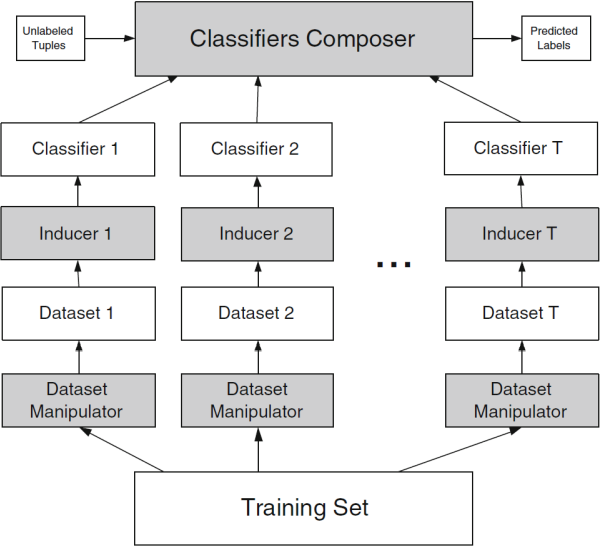 Unlabeled
Tuples
Classifiers Composer
Predicted
Labels
Classifier 1
Classifier 2
Classifier T
Inducer 1
Inducer 2
Inducer T
...
Dataset 1
Dataset 2
Dataset T
Dataset
Manipulator
Dataset
Manipulator
Dataset
Manipulator
Training Set